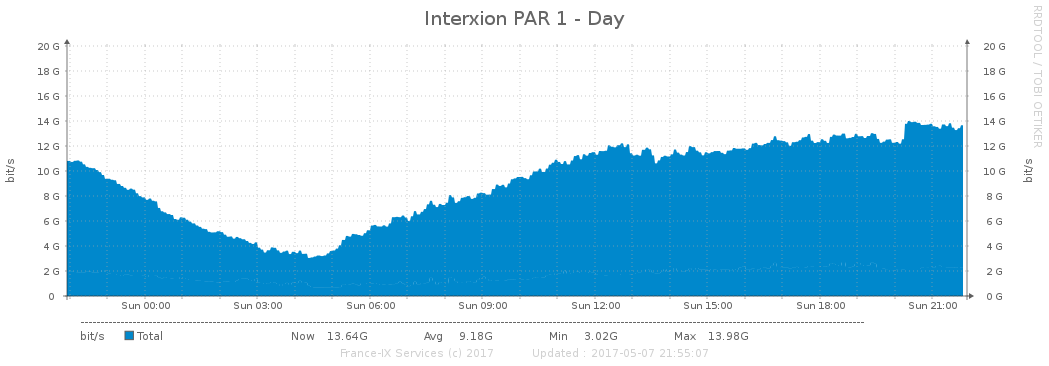 Interxion PAR 1 - Day
RRDTOOL / TOBI OETIKER
20 G 20 G
18 G 18 G
16 G 16 G
14 G 14 G
12 G 12 G
10 G 10 G
8 G 8 G
6 G 6 G
4 G 4 G
2 G 2 G
0 0 G
bit/s
bit/s
Sun 00:00 Sun 03:00 Sun 06:00 Sun 09:00 Sun 12:00 Sun 15:00 Sun 18:00 Sun 21:00
bit/s Total Now 13.64G Avg 9.18G Min 3.02G Max 13.98G
France-IX Services (c) 2017 Updated : 2017-05-07 21:55:07